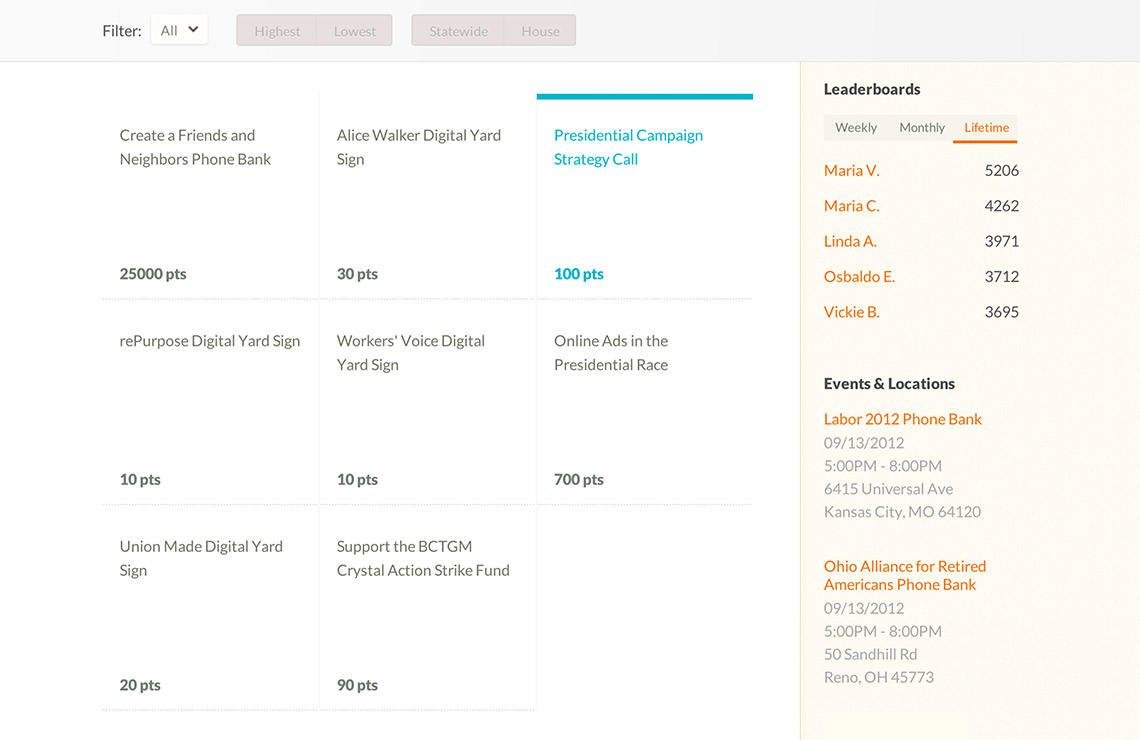 Filter:
All
Highest
Lowest
Statewide
House
Create a Friends and
Neighbors Phone Bank
25000 pts
Alice Walker Digital Yard
Sign
30 pts
Presidential Campaign
Strategy Call
100 pts
rePurpose Digital Yard Sign
10 pts
Workers' Voice Digital
Yard Sign
10 pts
Online Ads in the
Presidential Race
700 pts
Union Made Digital Yard
Sign
20 pts
Support the BCTGM
Crystal Action Strike Fund
90 pts
Leaderboards
Weekly Monthly Lifetime
Maria V. 5206
Maria C. 4262
Linda A. 3971
Osbaldo E. 3712
Vickie B. 3695
Events & Locations
Labor 2012 Phone Bank
09/13/2012
5:00PM - 8:00PM
6415 Universal Ave
Kansas City, MO 64120
Ohio Alliance for Retired
Americans Phone Bank
09/13/2012
5:00PM - 8:00PM
50 Sandhill Rd
Reno, OH 45773